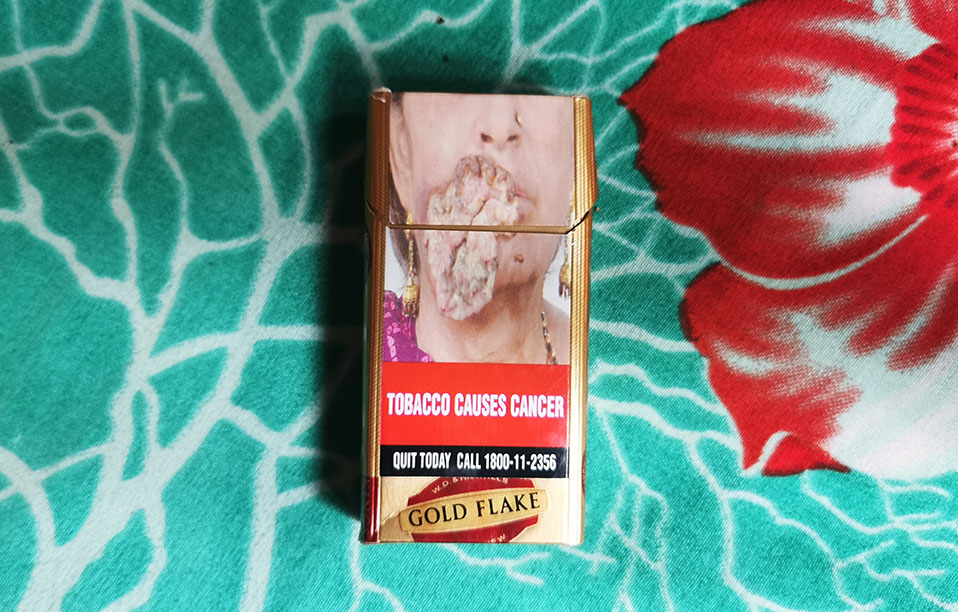 TOBACCO CAUSES CANCER
QUIT TODAY CALL 1800-11-2356
W.D. &
GOLD FLAKE